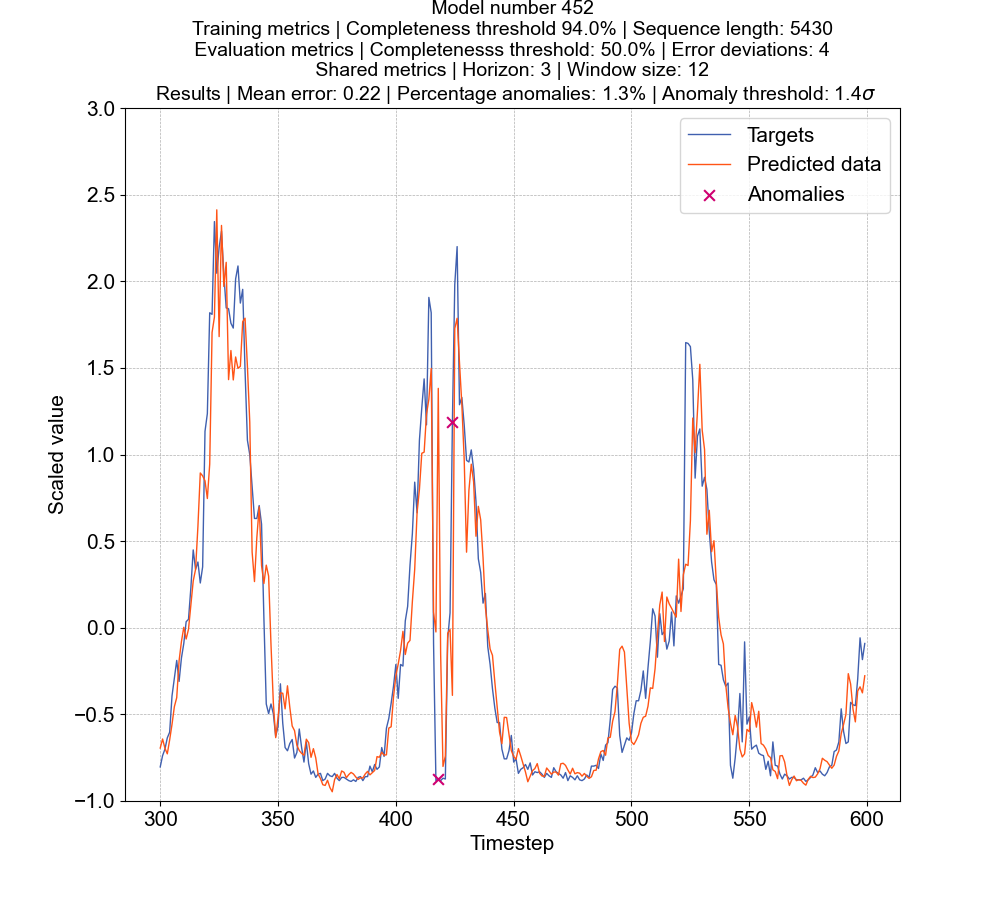 Model number 452
Training metrics | Completeness threshold 94.0% | Sequence length: 5430
Evaluation metrics | Completenesss threshold: 50.0% | Error deviations: 4
Shared metrics | Horizon: 3 | Window size: 12
Results | Mean error: 0.22 | Percentage anomalies: 1.3% | Anomaly threshold: 1.4σ
Targets
Predicted data
Anomalies
3.0
2.5
2.0
1.5
1.0
0.5
0.0
−0.5
−1.0
Scaled value
300
350
400
450
500
550
600
Timestep